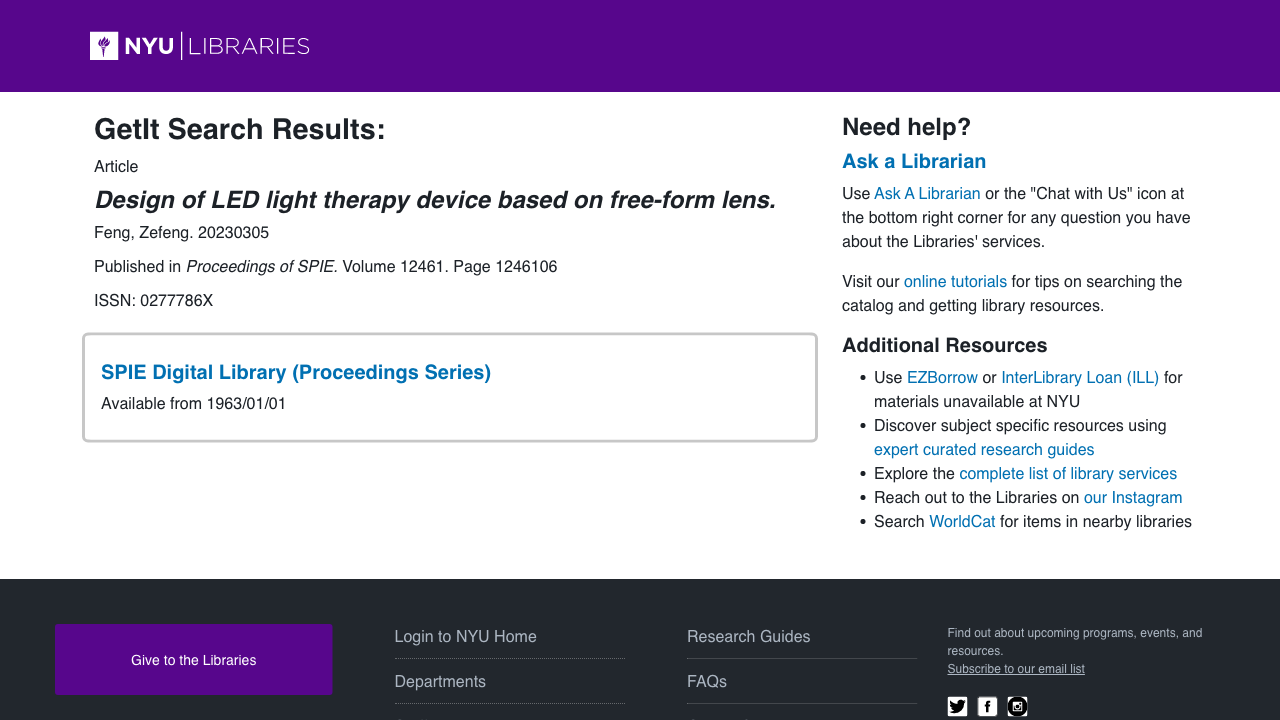 NYU LIBRARIES
GetIt Search Results:
Article
Design of LED light therapy device based on free-form lens.
Feng, Zefeng. 20230305
Published in Proceedings of SPIE. Volume 12461. Page 1246106
ISSN: 0277786X
SPIE Digital Library (Proceedings Series)
Available from 1963/01/01
Need help?
Ask a Librarian
Use Ask A Librarian or the "Chat with Us" icon at
the bottom right corner for any question you have
about the Libraries' services.
Visit our online tutorials for tips on searching the
catalog and getting library resources.
Additional Resources
Use EZBorrow or InterLibrary Loan (ILL) for
materials unavailable at NYU
Discover subject specific resources using
expert curated research guides
Explore the complete list of library services
Reach out to the Libraries on our Instagram
Search WorldCat for items in nearby libraries
Give to the Libraries
Login to NYU Home
Departments
Research Guides
FAQs
Find out about upcoming programs, events, and
resources.
Subscribe to our email list